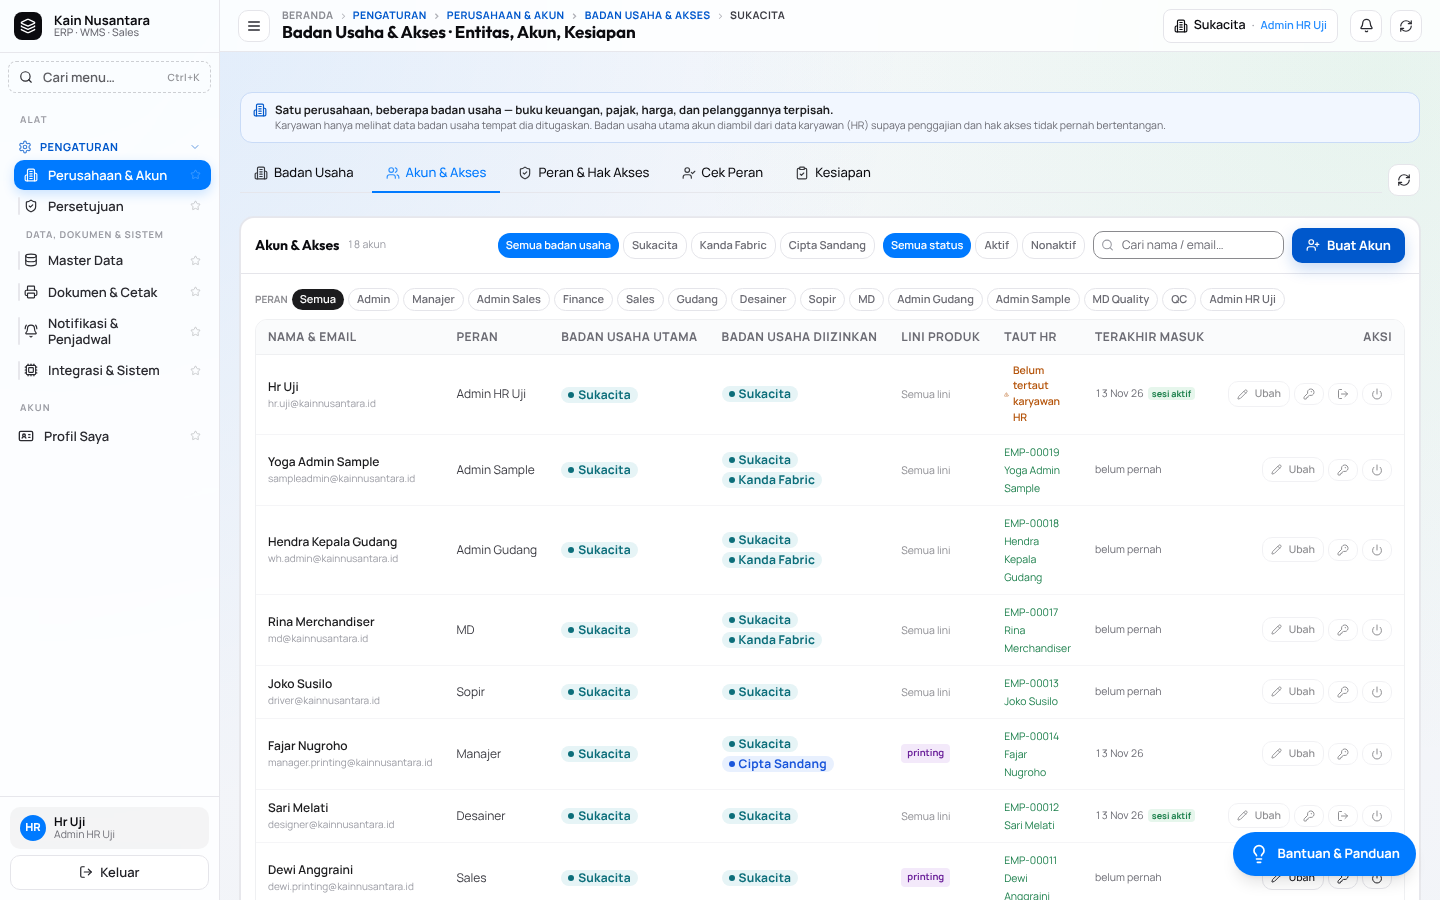 Kain Nusantara
ERP · WMS · Sales
Cari menu... Ctrl+K
ALAT
PENGATURAN
Perusahaan & Akun
Persetujuan
DATA, DOKUMEN & SISTEM
Master Data
Dokumen & Cetak
Notifikasi &
Penjadwal
Integrasi & Sistem
AKUN
Profil Saya
HR Hr Uji
Admin HR Uji
Keluar
BERANDA > PENGATURAN > PERUSAHAAN & AKUN > BADAN USAHA & AKSES > SUKACITA
Badan Usaha & Akses · Entitas, Akun, Kesiapan
Sukacita · Admin HR Uji
Satu perusahaan, beberapa badan usaha — buku keuangan, pajak, harga, dan pelanggannya terpisah.
Karyawan hanya melihat data badan usaha tempat dia ditugaskan. Badan usaha utama akun diambil dari data karyawan (HR) supaya penggajian dan hak akses tidak pernah bertentangan.
Badan Usaha Akun & Akses Peran & Hak Akses Cek Peran Kesiapan
Akun & Akses 18 akun Semua badan usaha Sukacita Kanda Fabric Cipta Sandang Semua status Aktif Nonaktif Cari nama / email... Buat Akun
PERAN Semua Admin Manajer Admin Sales Finance Sales Gudang Desainer Sopir MD Admin Gudang Admin Sample MD Quality QC Admin HR Uji
NAMA & EMAIL PERAN BADAN USAHA UTAMA BADAN USAHA DIIZINKAN LINI PRODUK TAUT HR TERAKHIR MASUK AKSI
Hr Uji
hr.uji@kainnusantara.id
Admin HR Uji
Sukacita
Sukacita
Semua lini
Belum
tertaut
karyawan
HR
13 Nov 26 sesi aktif
Ubah
Yoga Admin Sample
sampleadmin@kainnusantara.id
Admin Sample
Sukacita
Sukacita
Kanda Fabric
Semua lini
EMP-00019
Yoga Admin
Sample
belum pernah
Ubah
Hendra Kepala Gudang
wh.admin@kainnusantara.id
Admin Gudang
Sukacita
Sukacita
Kanda Fabric
Semua lini
EMP-00018
Hendra
Kepala
Gudang
belum pernah
Ubah
Rina Merchandiser
md@kainnusantara.id
MD
Sukacita
Sukacita
Kanda Fabric
Semua lini
EMP-00017
Rina
Merchandiser
belum pernah
Ubah
Joko Susilo
driver@kainnusantara.id
Sopir
Sukacita
Sukacita
Semua lini
EMP-00013
Joko Susilo
belum pernah
Ubah
Fajar Nugroho
manager.printing@kainnusantara.id
Manajer
Sukacita
Sukacita
Cipta Sandang
printing
EMP-00014
Fajar
Nugroho
13 Nov 26
Ubah
Sari Melati
designer@kainnusantara.id
Desainer
Sukacita
Sukacita
Semua lini
EMP-00012
Sari Melati
13 Nov 26 sesi aktif
Ubah
Dewi Anggraini
dewi.printing@kainnusantara.id
Sales
Sukacita
Sukacita
printing
EMP-00011
Dewi
Anggraini
belum pernah
Ubah
Bantuan & Panduan